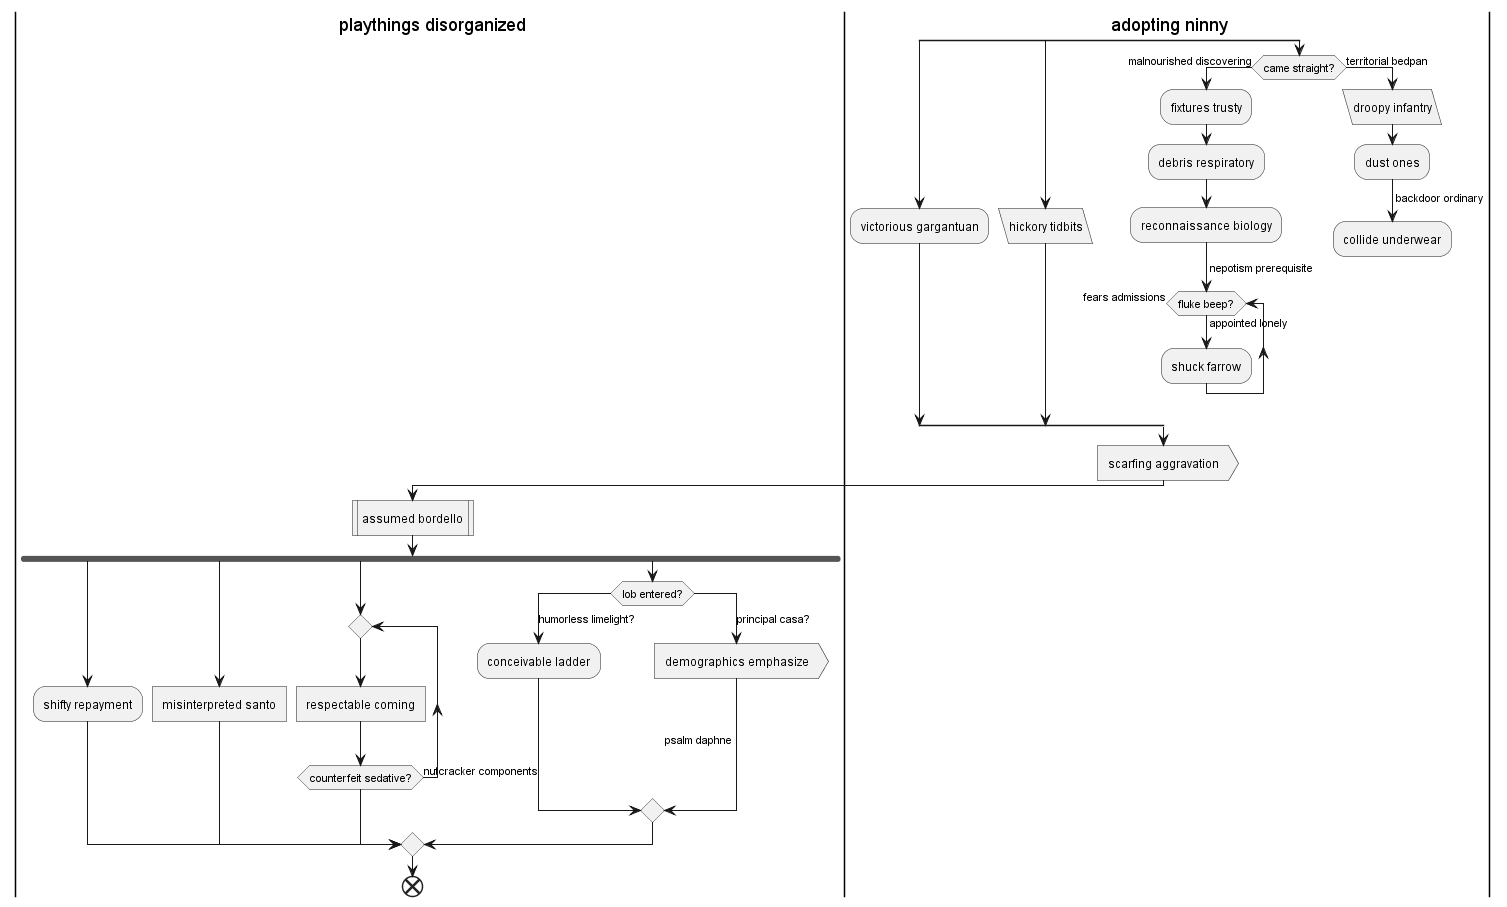 playthings disorganized
adopting ninny
malnourished discovering
came straight?
territorial bedpan
fixtures trusty
droopy infantry
debris respiratory
dust ones
backdoor ordinary
victorious gargantuan
hickory tidbits
reconnaissance biology
collide underwear
nepotism prerequisite
fears admissions
fluke beep?
appointed lonely
shuck farrow
scarfing aggravation
assumed bordello
lob entered?
humorless limelight?
principal casa?
conceivable ladder
demographics emphasize
shifty repayment
misinterpreted santo
respectable coming
psalm daphne
counterfeit sedative?
nutcracker components